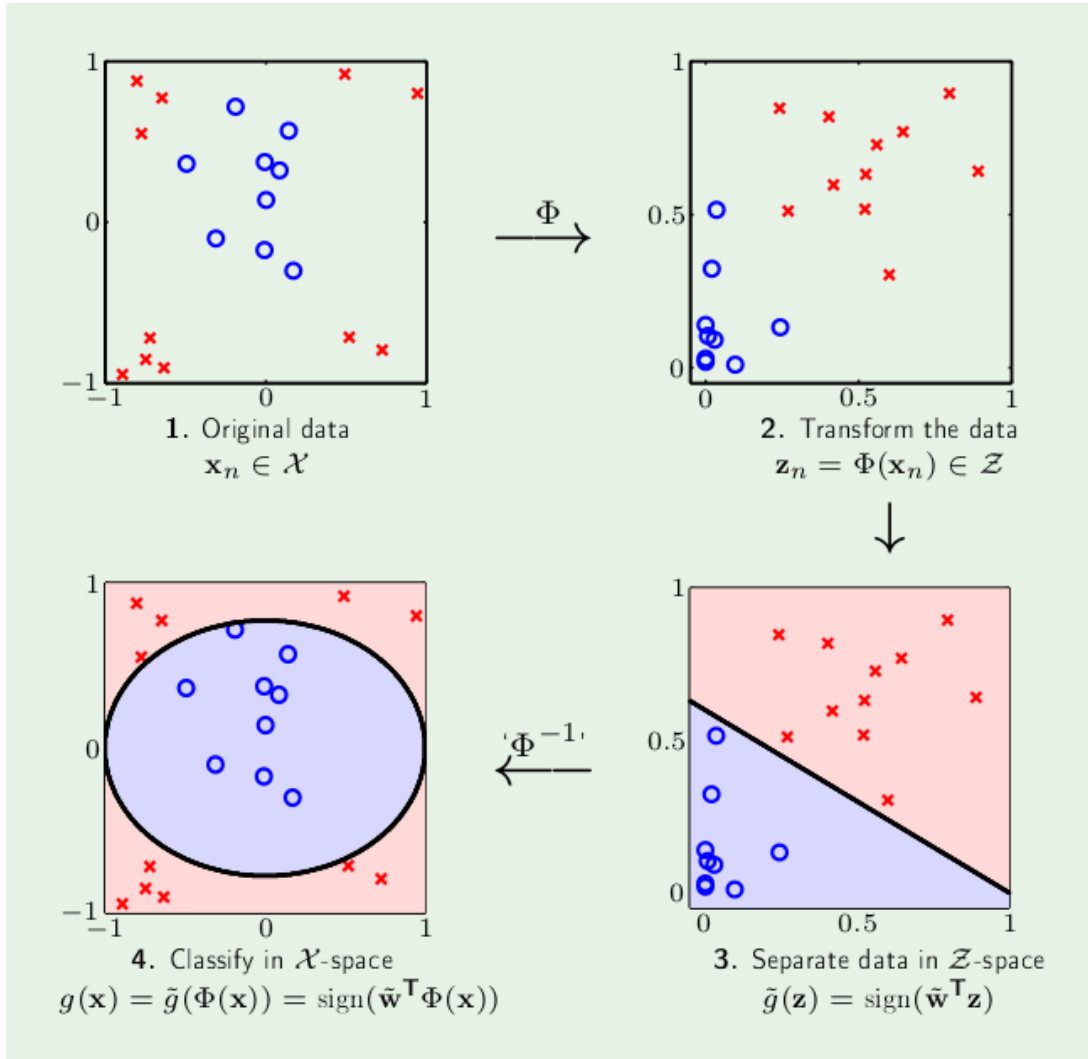 1
0
−1
−1
0
1
1. Original data
xₙ ∈ 𝒳
Φ
1
0.5
0
0
0.5
1
2. Transform the data
zₙ = Φ(xₙ) ∈ 𝒵
1
0
−1
−1
0
1
4. Classify in 𝒳-space
g(x) = g̃(Φ(x)) = sign(w̃ᵀΦ(x))
'Φ⁻¹'
1
0.5
0
0
0.5
1
3. Separate data in 𝒵-space
g̃(z) = sign(w̃ᵀz)